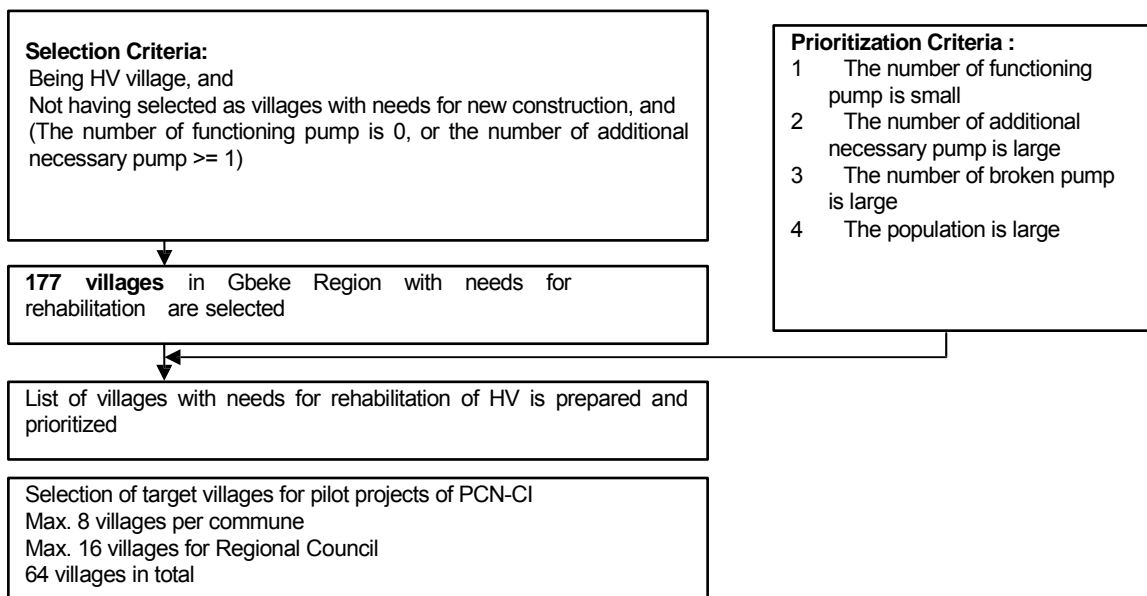 Selection Criteria:
Being HV village, and
Not having selected as villages with needs for new construction, and
(The number of functioning pump is 0, or the number of additional
necessary pump >= 1)
Prioritization Criteria :
1 The number of functioning
pump is small
2 The number of additional
necessary pump is large
3 The number of broken pump
is large
4 The population is large
177 villages in Gbeke Region with needs for
rehabilitation are selected
List of villages with needs for rehabilitation of HV is prepared and
prioritized
Selection of target villages for pilot projects of PCN-CI
Max. 8 villages per commune
Max. 16 villages for Regional Council
64 villages in total